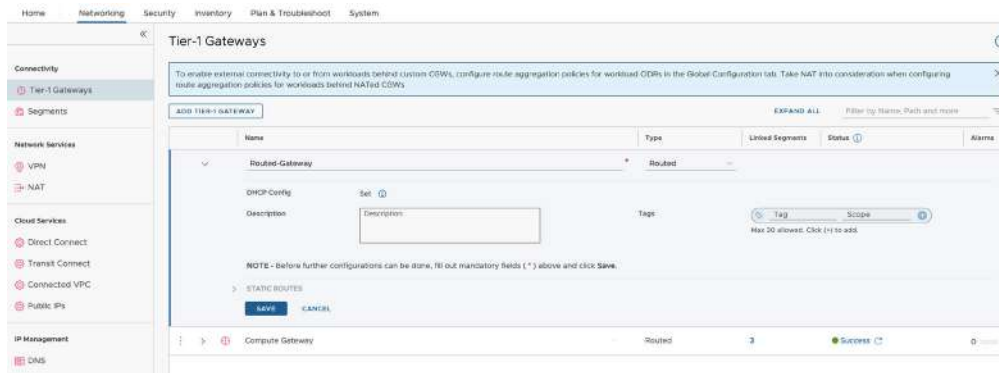 Home Networking Security Inventory Plan & Troubleshoot System
Tier-1 Gateways
Connectivity
Tier-1 Gateways
Segments
Network Services
VPN
NAT
Cloud Services
Direct Connect
Transit Connect
Connected VPC
Public IPs
IP Management
DNS
To enable external connectivity to or from workloads behind custom CGWs, configure route aggregation policies for workload CIDRs in the Global Configuration tab. Take NAT into consideration when configuring
route aggregation policies for workloads behind NATed CGWs
ADD TIER-1 GATEWAY EXPAND ALL Filter by Name, Path and more
Name Type Linked Segments Status Alarms
Routed-Gateway * Routed
DHCP Config Set
Description Description Tags Tag Scope
Max 30 allowed. Click (+) to add.
NOTE - Before further configurations can be done, fill out mandatory fields ( * ) above and click Save.
STATIC ROUTES
SAVE CANCEL
Compute Gateway Routed 3 Success 0